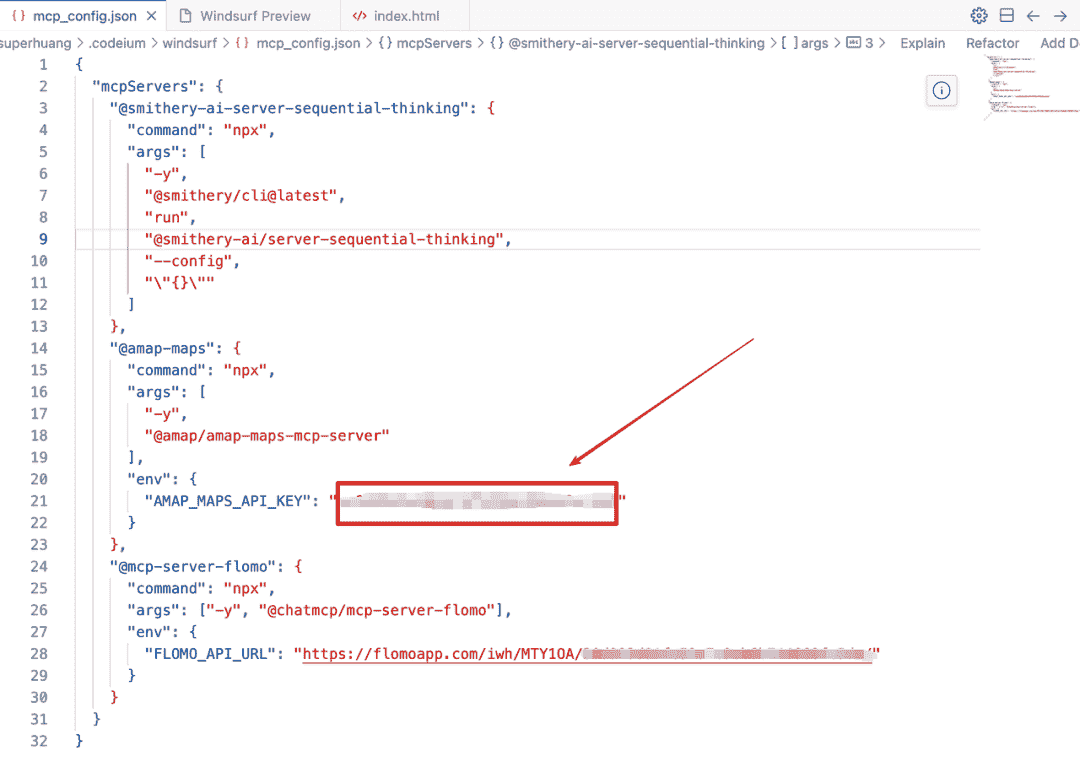 mcp_config.json Windsurf Preview index.html
superhuang > .codeium > windsurf > {} mcp_config.json > {} mcpServers > {} @smithery-ai-server-sequential-thinking > [ ] args > 3 > Explain Refactor Add D
1 {
2 "mcpServers": {
3 "@smithery-ai-server-sequential-thinking": {
4 "command": "npx",
5 "args": [
6 "-y",
7 "@smithery/cli@latest",
8 "run",
9 "@smithery-ai/server-sequential-thinking",
10 "--config",
11 "\"{}\""
12 ]
13 },
14 "@amap-maps": {
15 "command": "npx",
16 "args": [
17 "-y",
18 "@amap/amap-maps-mcp-server"
19 ],
20 "env": {
21 "AMAP_MAPS_API_KEY": " "
22 }
23 },
24 "@mcp-server-flomo": {
25 "command": "npx",
26 "args": ["-y", "@chatmcp/mcp-server-flomo"],
27 "env": {
28 "FLOMO_API_URL": "https://flomoapp.com/iwh/MTY1OA/ "
29 }
30 }
31 }
32 }